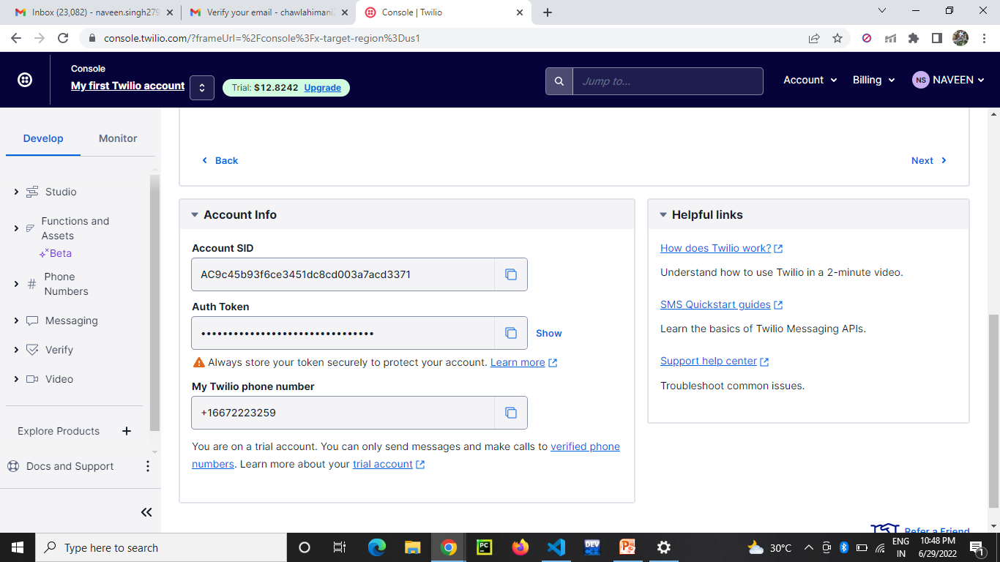 Inbox (23,082) - naveen.singh279
Verify your email - chawlahimani
Console | Twilio
console.twilio.com/?frameUrl=%2Fconsole%3Fx-target-region%3Dus1
Console
My first Twilio account
Trial: $12.8242 Upgrade
Jump to...
Account
Billing
NS NAVEEN
Develop
Monitor
Studio
Functions and
Assets
Beta
Phone
Numbers
Messaging
Verify
Video
Explore Products
Docs and Support
Back
Next
Account Info
Account SID
AC9c45b93f6ce3451dc8cd003a7acd3371
Auth Token
••••••••••••••••••••••••••••••••
Show
Always store your token securely to protect your account. Learn more
My Twilio phone number
+16672223259
You are on a trial account. You can only send messages and make calls to verified phone
numbers. Learn more about your trial account
Helpful links
How does Twilio work?
Understand how to use Twilio in a 2-minute video.
SMS Quickstart guides
Learn the basics of Twilio Messaging APIs.
Support help center
Troubleshoot common issues.
Refer a Friend
Type here to search
PC
DEV
30°C
ENG
IN
10:48 PM
6/29/2022
1